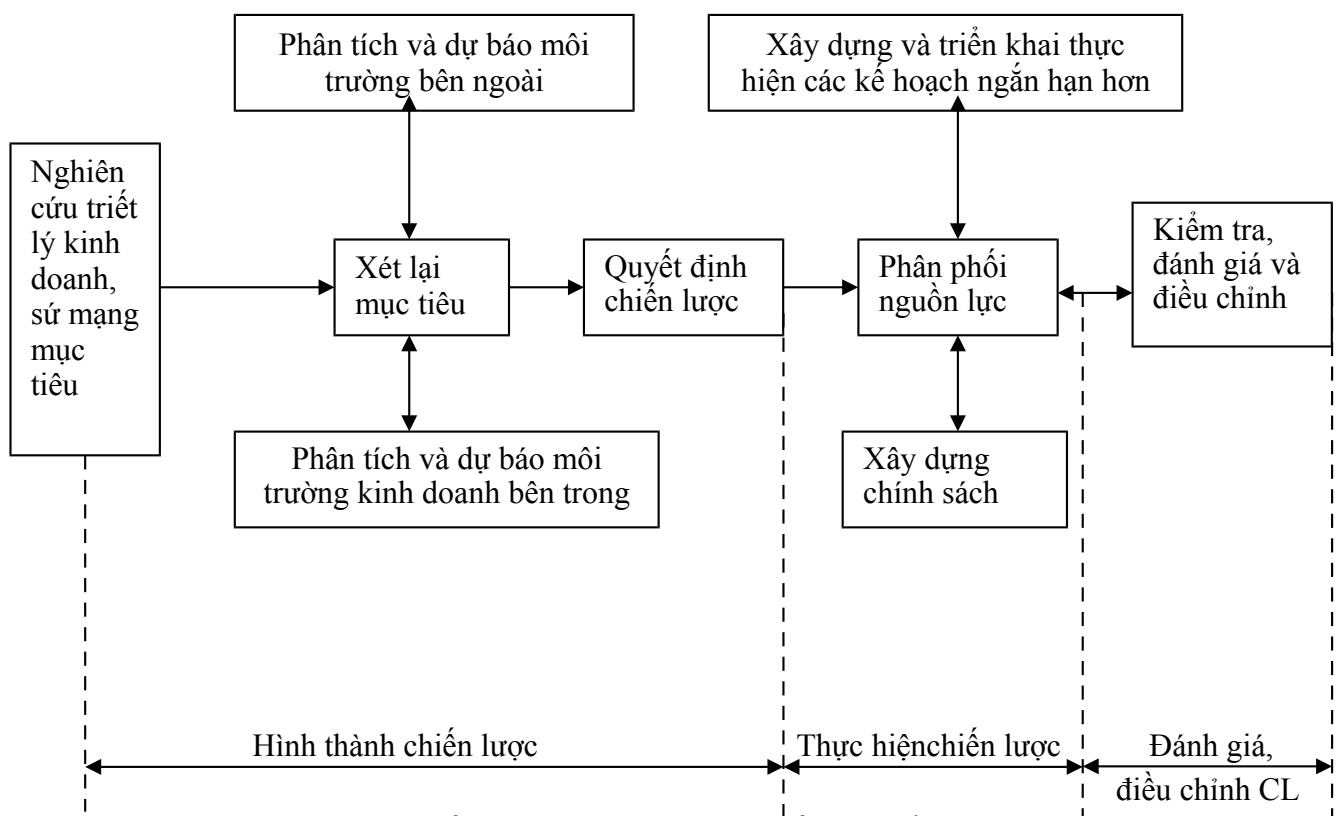 Phân tích và dự báo môi
trường bên ngoài
Xây dựng và triển khai thực
hiện các kế hoạch ngắn hạn hơn
Nghiên
cứu triết
lý kinh
doanh,
sứ mạng
mục
tiêu
Xét lại
mục tiêu
Quyết định
chiến lược
Phân phối
nguồn lực
Kiểm tra,
đánh giá và
điều chỉnh
Phân tích và dự báo môi
trường kinh doanh bên trong
Xây dựng
chính sách
Hình thành chiến lược
Thực hiệnchiến lược
Đánh giá,
điều chỉnh CL